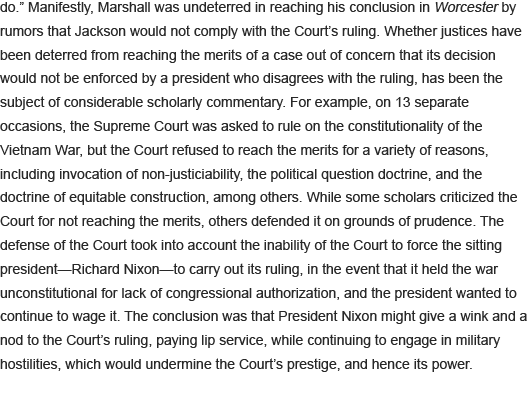 do.” Manifestly, Marshall was undeterred in reaching his conclusion in Worcester by
rumors that Jackson would not comply with the Court’s ruling. Whether justices have
been deterred from reaching the merits of a case out of concern that its decision
would not be enforced by a president who disagrees with the ruling, has been the
subject of considerable scholarly commentary. For example, on 13 separate
occasions, the Supreme Court was asked to rule on the constitutionality of the
Vietnam War, but the Court refused to reach the merits for a variety of reasons,
including invocation of non-justiciability, the political question doctrine, and the
doctrine of equitable construction, among others. While some scholars criticized the
Court for not reaching the merits, others defended it on grounds of prudence. The
defense of the Court took into account the inability of the Court to force the sitting
president—Richard Nixon—to carry out its ruling, in the event that it held the war
unconstitutional for lack of congressional authorization, and the president wanted to
continue to wage it. The conclusion was that President Nixon might give a wink and a
nod to the Court’s ruling, paying lip service, while continuing to engage in military
hostilities, which would undermine the Court’s prestige, and hence its power.